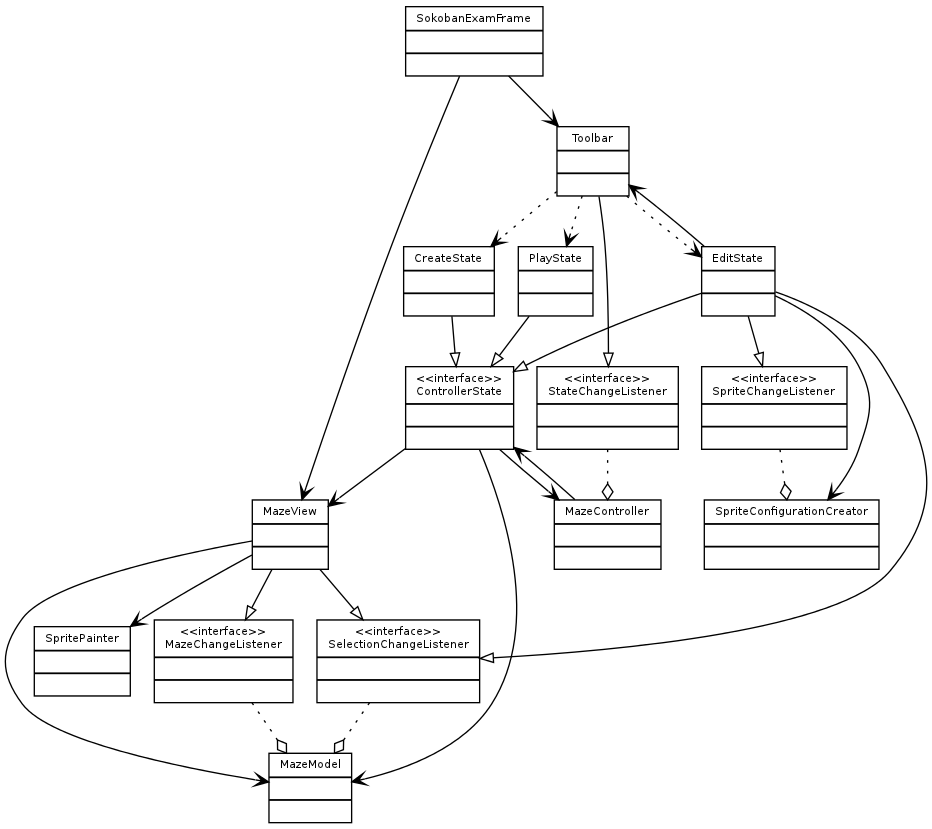 SokobanExamFrame
Toolbar
CreateState
PlayState
EditState
<<interface>>
ControllerState
<<interface>>
StateChangeListener
<<interface>>
SpriteChangeListener
MazeView
MazeController
SpriteConfigurationCreator
SpritePainter
<<interface>>
MazeChangeListener
<<interface>>
SelectionChangeListener
MazeModel